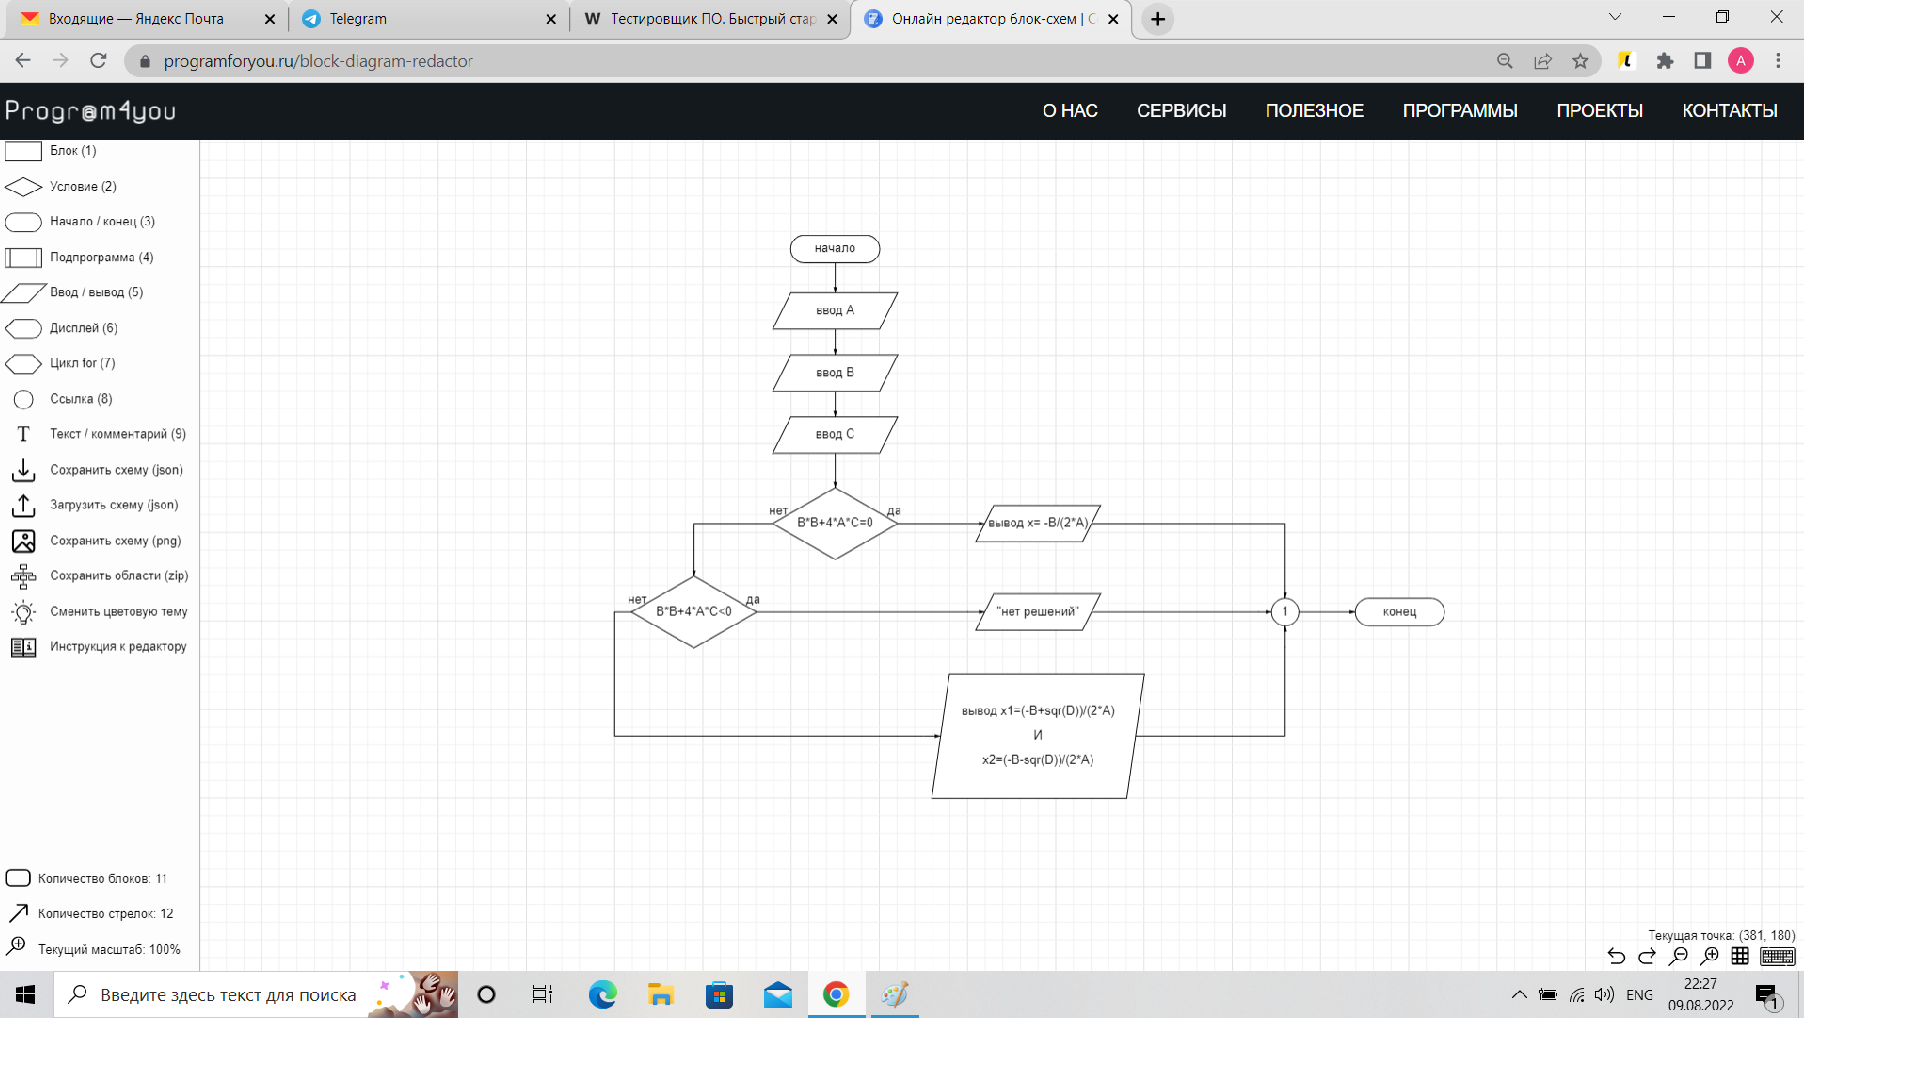 Входящие — Яндекс Почта
Telegram
W Тестировщик ПО. Быстрый стар
Онлайн редактор блок-схем | С
programforyou.ru/block-diagram-redactor
A
Progr@m4you
О НАС
СЕРВИСЫ
ПОЛЕЗНОЕ
ПРОГРАММЫ
ПРОЕКТЫ
КОНТАКТЫ
Блок (1)
Условие (2)
Начало / конец (3)
Подпрограмма (4)
Ввод / вывод (5)
Дисплей (6)
Цикл for (7)
Ссылка (8)
T Текст / комментарий (9)
Сохранить схему (json)
Загрузить схему (json)
Сохранить схему (png)
Сохранить области (zip)
Сменить цветовую тему
Инструкция к редактору
Количество блоков: 11
Количество стрелок: 12
Текущий масштаб: 100%
начало
ввод A
ввод B
ввод C
нет
B*B+4*A*C=0
да
вывод x= -B/(2*A)
нет
B*B+4*A*C<0
да
"нет решений"
1
конец
вывод x1=(-B+sqr(D))/(2*A)
И
x2=(-B-sqr(D))/(2*A)
Текущая точка: (381, 180)
Введите здесь текст для поиска
ENG
22:27
09.08.2022
1